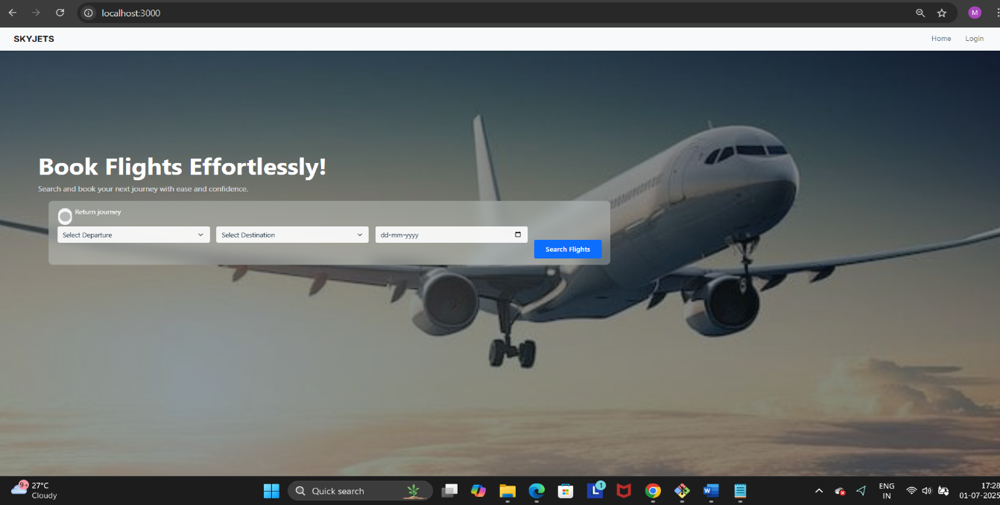 localhost:3000
M
SKYJETS
Home
Login
Book Flights Effortlessly!
Search and book your next journey with ease and confidence.
Return journey
Select Departure
Select Destination
dd-mm-yyyy
Search Flights
9+
27°C
Cloudy
Quick search
L
1
W
ENG
IN
17:28
01-07-2025